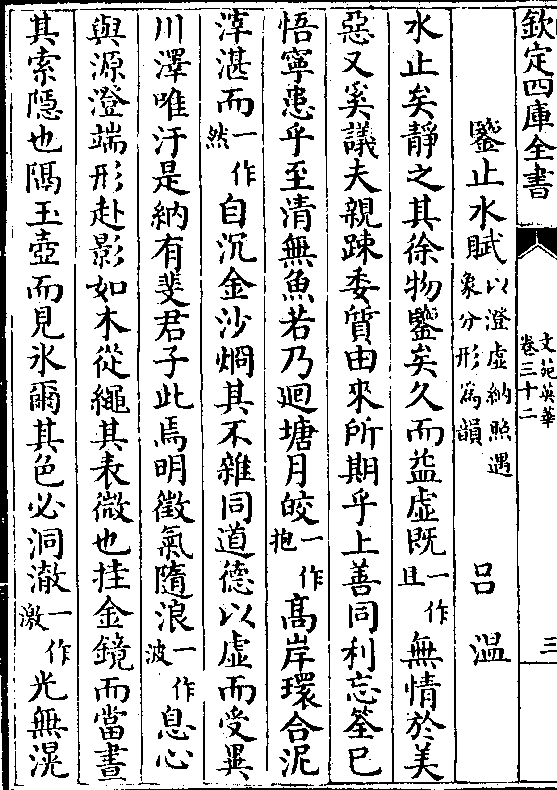 欽定四庫全書
文苑英華
卷三十二
三
鑒止水賦以澄虛納照遇象分形為韻 呂溫
水止矣靜之其徐物鑒矣久而益虛既一作且無情於美
惡又奚議夫親踈委質由來所期乎上善同利忘筌已
悟寧患乎至清無魚若乃迴塘月皎一作抱高岸環合泥
滓湛而一作然自沉金沙烱其不雜同道德以虛而受異
川澤唯汙是納有斐君子此焉明徵氣隨浪一作波息心
與源澄端形赴影如木從繩其表微也挂金鏡而當晝
其索隱也隔玉壺而見氷爾其色必洞澈一作激光無滉